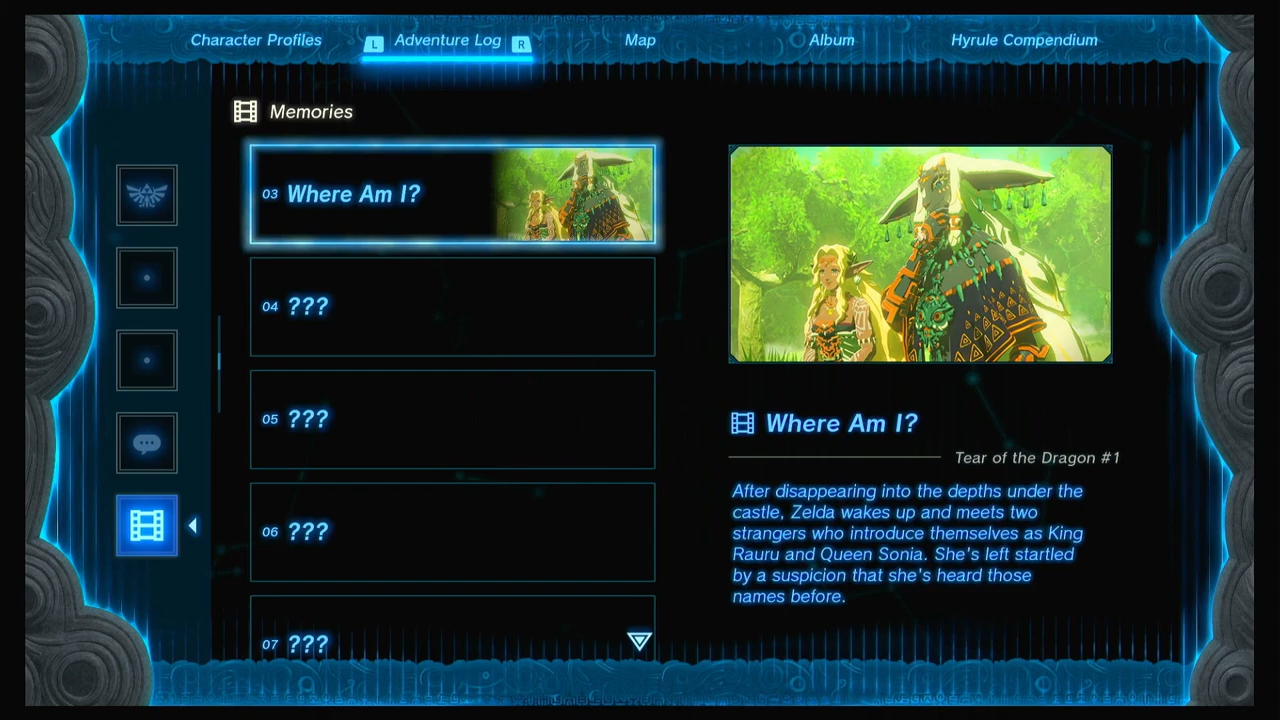 Character Profiles
L Adventure Log R
Map
Album
Hyrule Compendium
Memories
03 Where Am I?
04 ???
05 ???
06 ???
07 ???
Where Am I?
Tear of the Dragon #1
After disappearing into the depths under the
castle, Zelda wakes up and meets two
strangers who introduce themselves as King
Rauru and Queen Sonia. She's left startled
by a suspicion that she's heard those
names before.